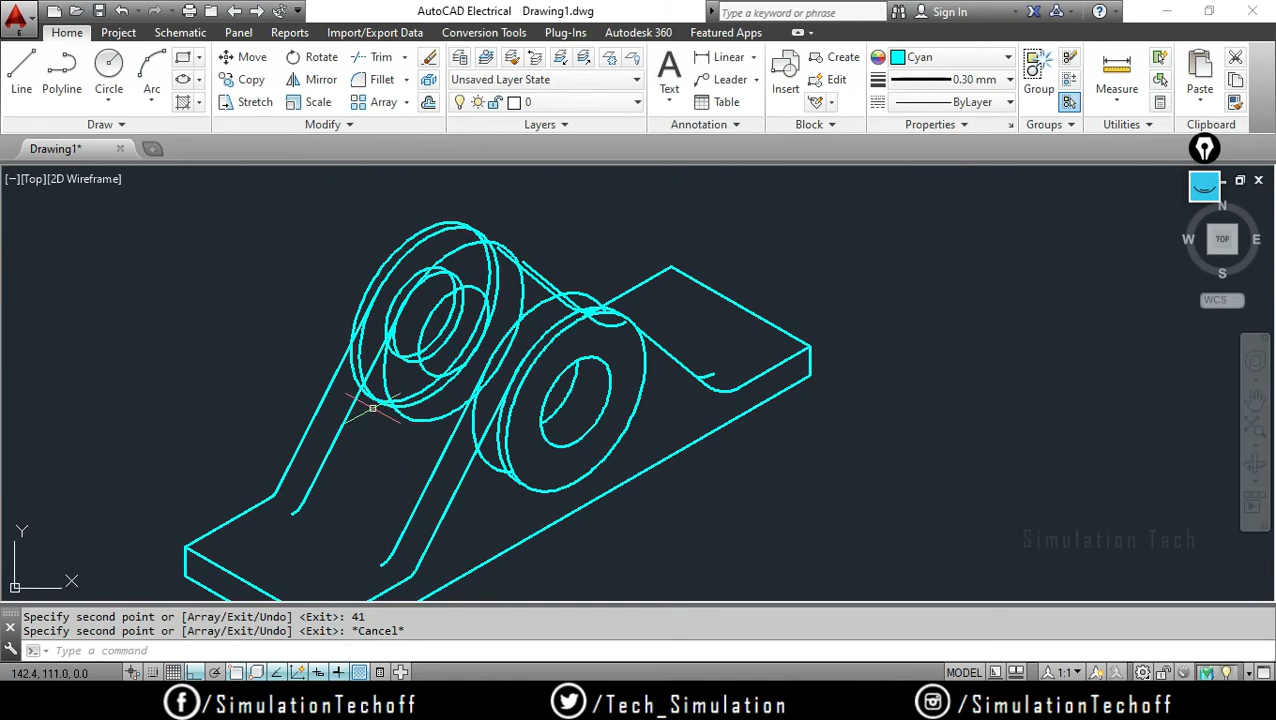 AutoCAD Electrical Drawing1.dwg
Type a keyword or phrase
Sign In
E
Home Project Schematic Panel Reports Import/Export Data Conversion Tools Plug-Ins Autodesk 360 Featured Apps
Line Polyline Circle Arc
Move Rotate Trim
Copy Mirror Fillet
Stretch Scale Array
Unsaved Layer State
0
Text
Linear
Leader
Table
Insert
Create
Edit
Cyan
0.30 mm
ByLayer
Group
Measure
Paste
Draw Modify Layers Annotation Block Properties Groups Utilities Clipboard
Drawing1*
[−][Top][2D Wireframe]
N
W TOP E
S
WCS
Simulation Tech
Y
X
Specify second point or [Array/Exit/Undo] <Exit>: 41
Specify second point or [Array/Exit/Undo] <Exit>: *Cancel*
Type a command
142.4, 111.0, 0.0
MODEL
1:1
/SimulationTechoff
/Tech_Simulation
/SimulationTechoff